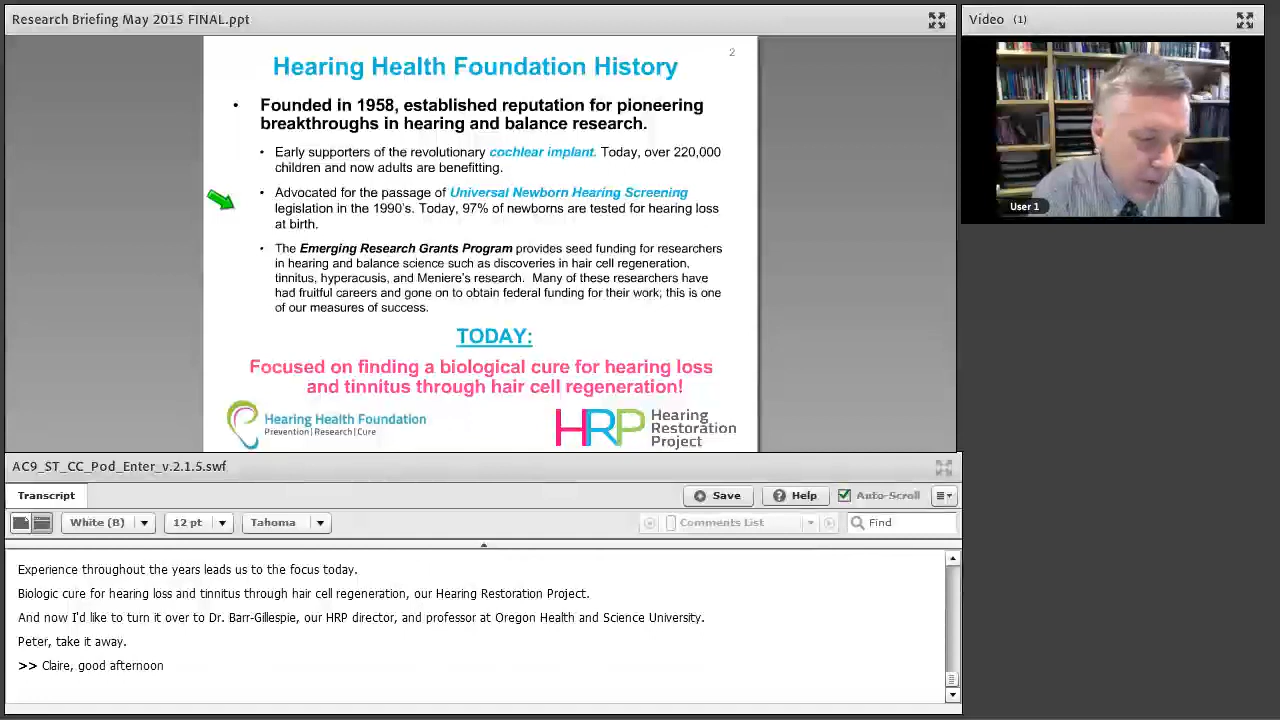 Research Briefing May 2015 FINAL.ppt
2
Hearing Health Foundation History
• Founded in 1958, established reputation for pioneering
breakthroughs in hearing and balance research.
• Early supporters of the revolutionary cochlear implant. Today, over 220,000
children and now adults are benefitting.
• Advocated for the passage of Universal Newborn Hearing Screening
legislation in the 1990's. Today, 97% of newborns are tested for hearing loss
at birth.
• The Emerging Research Grants Program provides seed funding for researchers
in hearing and balance science such as discoveries in hair cell regeneration,
tinnitus, hyperacusis, and Meniere's research. Many of these researchers have
had fruitful careers and gone on to obtain federal funding for their work; this is one
of our measures of success.
TODAY:
Focused on finding a biological cure for hearing loss
and tinnitus through hair cell regeneration!
Hearing Health Foundation
Prevention|Research|Cure
HRP Hearing
Restoration
Project
Video (1)
User 1
AC9_ST_CC_Pod_Enter_v.2.1.5.swf
Transcript
Save
Help
Auto-Scroll
White (B)
12 pt
Tahoma
Comments List
Find
Experience throughout the years leads us to the focus today.
Biologic cure for hearing loss and tinnitus through hair cell regeneration, our Hearing Restoration Project.
And now I'd like to turn it over to Dr. Barr-Gillespie, our HRP director, and professor at Oregon Health and Science University.
Peter, take it away.
>> Claire, good afternoon